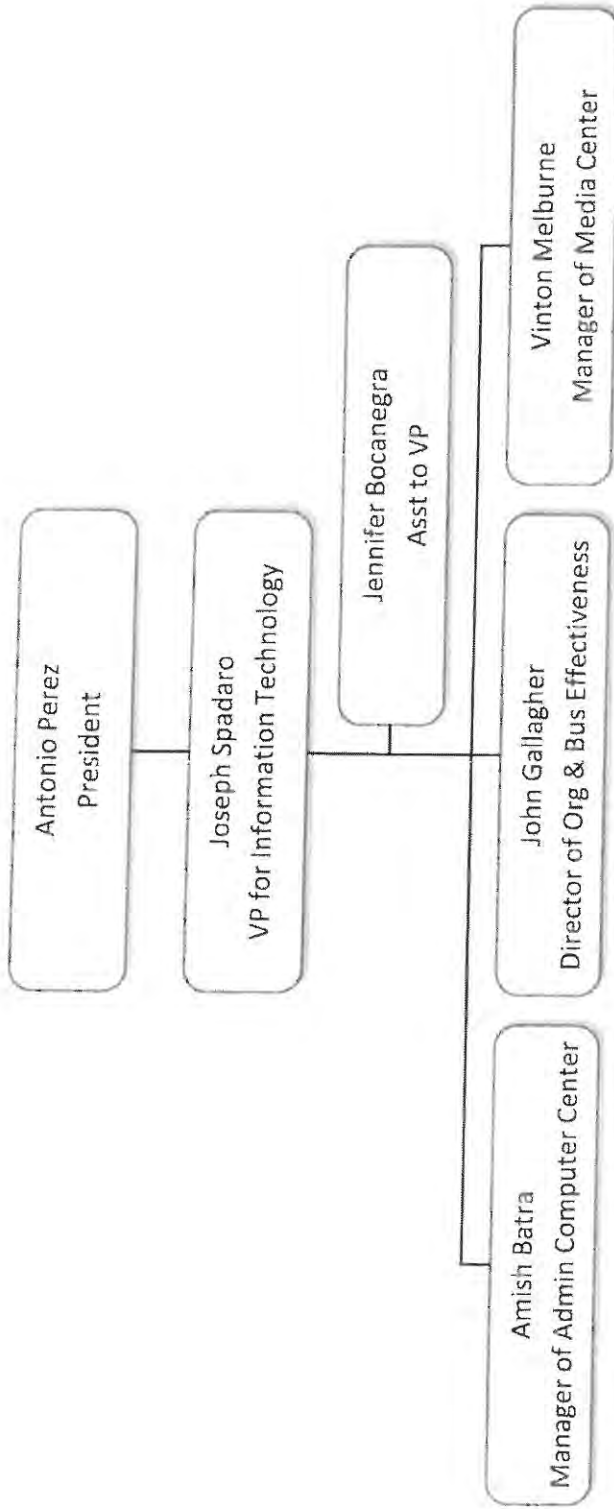 Antonio Perez
President
Joseph Spadaro
VP for Information Technology
Jennifer Bocanegra
Asst to VP
Amish Batra
Manager of Admin Computer Center
John Gallagher
Director of Org & Bus Effectiveness
Vinton Melburne
Manager of Media Center